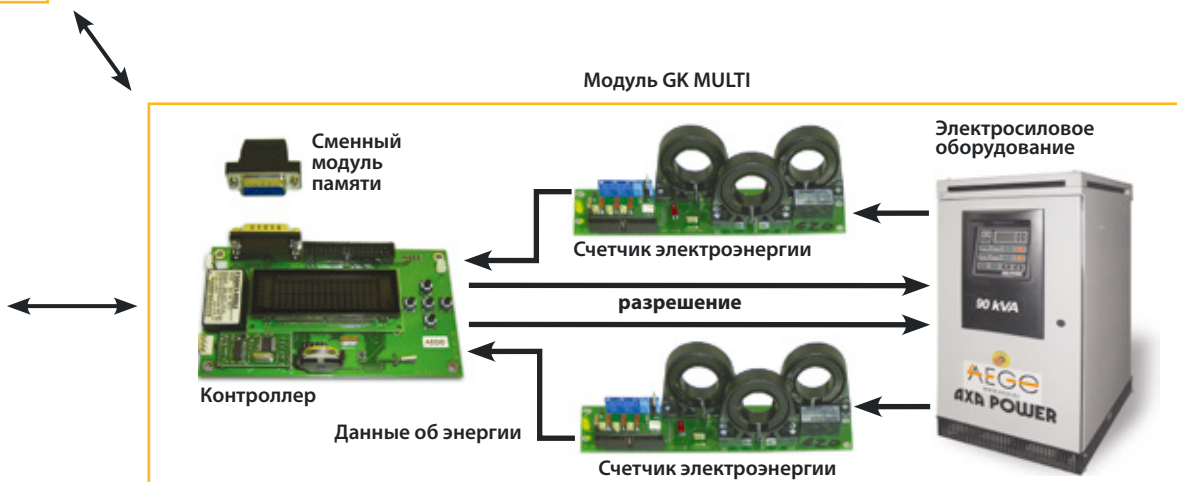 Модуль GK MULTI
Сменный
модуль
памяти
Электросиловое
оборудование
Счетчик электроэнергии
разрешение
90 kVA
AEGE
Контроллер
AEGE
AXA POWER
Данные об энергии
Счетчик электроэнергии